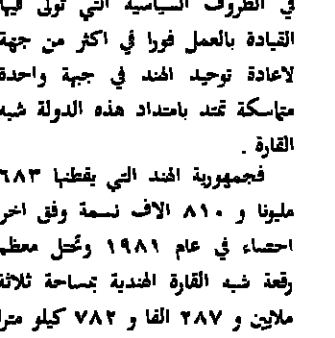 في الظروف السياسية التي تولى فيها
القيادة بالعمل فورا في اكثر من جهة
لاعادة توحيد الهند في جبهة واحدة
متماسكة تمتد بامتداد هذه الدولة شبه
القارة .
فجمهورية الهند التي يقطنها ٦٨٣
مليونا و ٨١٠ الاف نسمة وفق اخر
احصاء في عام ١٩٨١ وتحتل معظم
رقعة شبه القارة الهندية بمساحة ثلاثة
ملايين و ٢٨٧ الفا و ٧٨٢ كيلو مترا